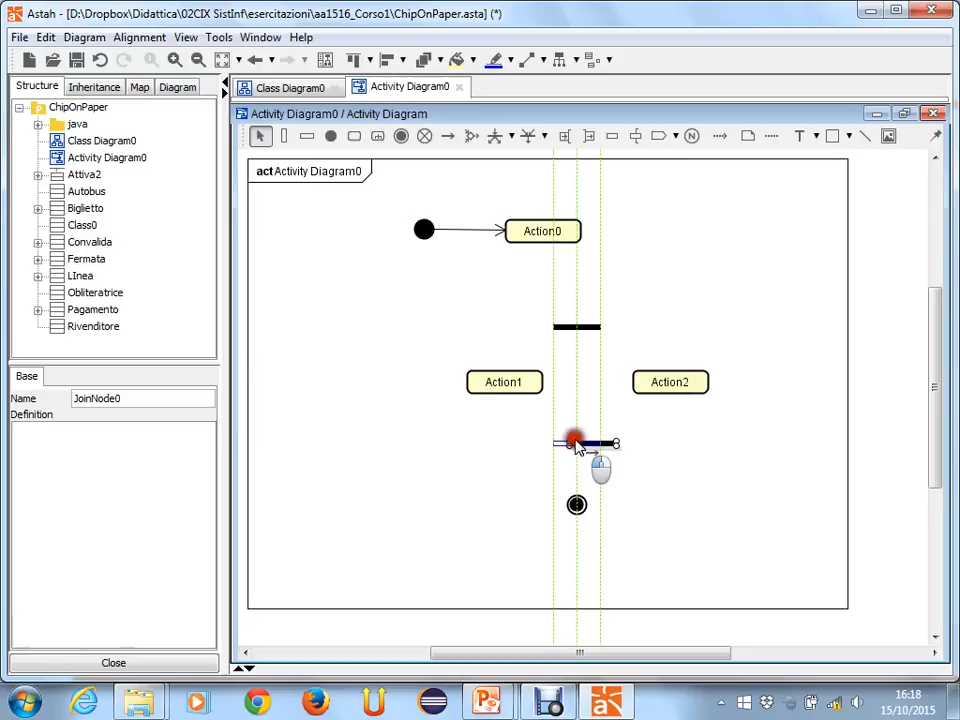 Astah - [D:\Dropbox\Didattica\02CIX SistInf\esercitazioni\aa1516_Corso1\ChipOnPaper.asta] (*)
File Edit Diagram Alignment View Tools Window Help
Structure Inheritance Map Diagram
Class Diagram0 Activity Diagram0
ChipOnPaper
java
Class Diagram0
Activity Diagram0
Attiva2
Autobus
Biglietto
Class0
Convalida
Fermata
LInea
Obliteratrice
Pagamento
Rivenditore
Base
Name JoinNode0
Definition
Close
Activity Diagram0 / Activity Diagram
N T
act Activity Diagram0
Action0
Action1 Action2
16:18
15/10/2015